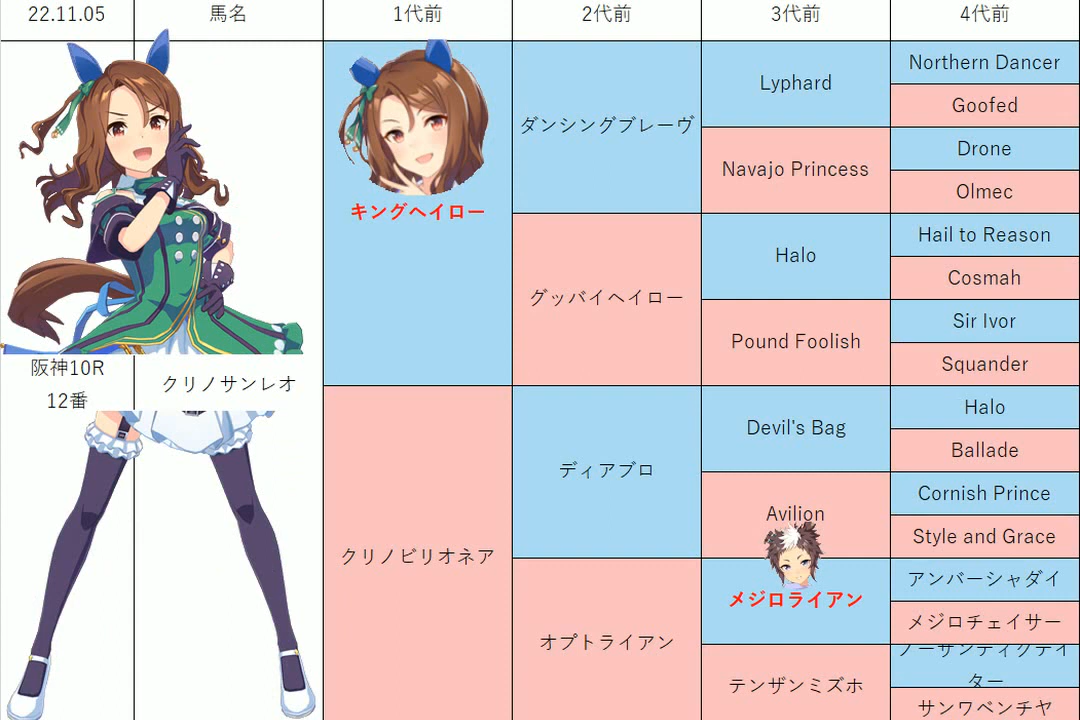 22.11.05 馬名 1代前 2代前 3代前 4代前
阪神10R
12番
クリノサンレオ
キングヘイロー
クリノビリオネア
ダンシングブレーヴ
グッバイヘイロー
ディアブロ
オプトライアン
Lyphard
Navajo Princess
Halo
Pound Foolish
Devil's Bag
Avilion
メジロライアン
テンザンミズホ
Northern Dancer
Goofed
Drone
Olmec
Hail to Reason
Cosmah
Sir Ivor
Squander
Halo
Ballade
Cornish Prince
Style and Grace
アンバーシャダイ
メジロチェイサー
ノーザンディクテイ
ター
サンワベンチヤ